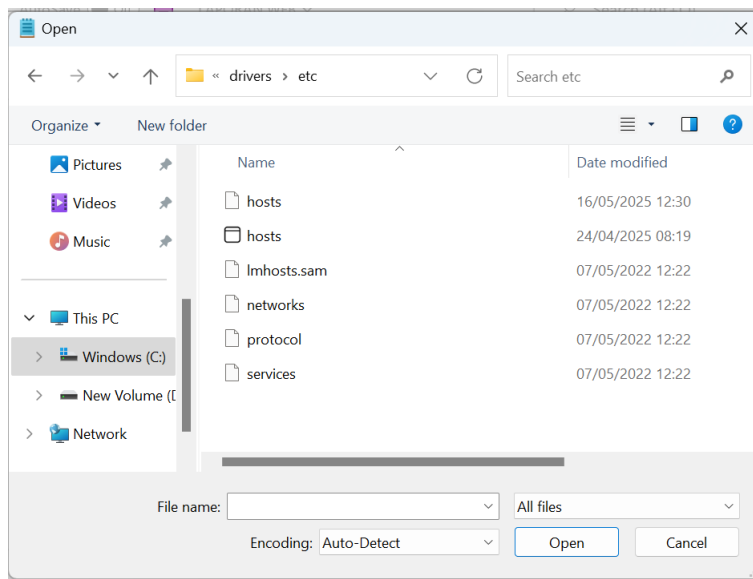 Open
« drivers › etc
Search etc
Organize
New folder
Name
Date modified
Pictures
Videos
Music
This PC
Windows (C:)
New Volume (D
Network
hosts 16/05/2025 12:30
hosts 24/04/2025 08:19
lmhosts.sam 07/05/2022 12:22
networks 07/05/2022 12:22
protocol 07/05/2022 12:22
services 07/05/2022 12:22
File name:
All files
Encoding: Auto-Detect
Open
Cancel